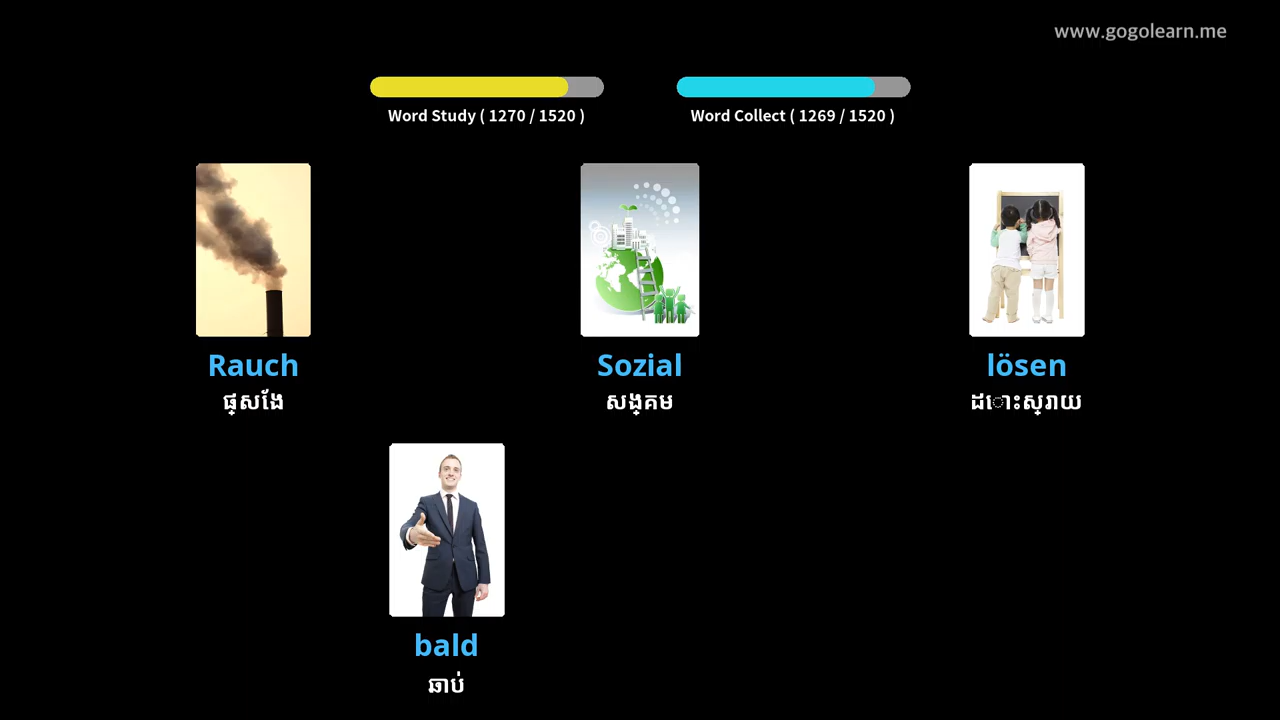 www.gogolearn.me
Word Study ( 1270 / 1520 )
Word Collect ( 1269 / 1520 )
Rauch
ផ្សែង
Sozial
សង្គម
lösen
ដោះស្រាយ
bald
ឆាប់